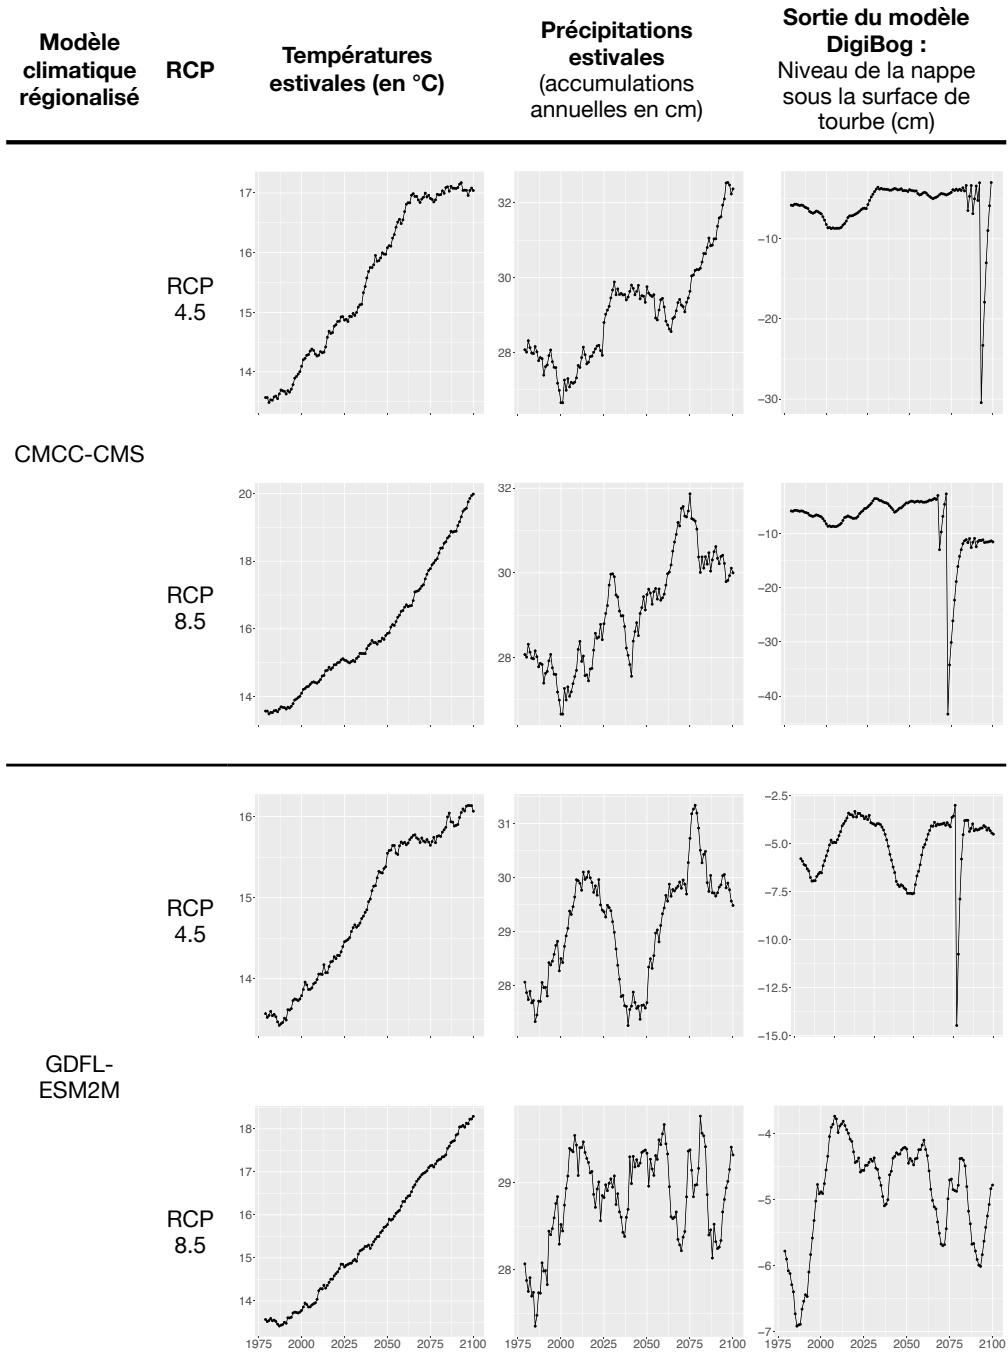 Modèle
climatique
régionalisé
RCP
Températures
estivales (en °C)
Précipitations
estivales
(accumulations
annuelles en cm)
Sortie du modèle
DigiBog :
Niveau de la nappe
sous la surface de
tourbe (cm)
CMCC-CMS
RCP
4.5
17
16
15
14
32
30
28
−10
−20
−30
RCP
8.5
20
18
16
14
32
30
28
−10
−20
−30
−40
GDFL-
ESM2M
RCP
4.5
16
15
14
31
30
29
28
−2.5
−5.0
−7.5
−10.0
−12.5
−15.0
RCP
8.5
18
17
16
15
14
29
28
−4
−5
−6
−7
1975 2000 2025 2050 2075 2100
1975 2000 2025 2050 2075 2100
1975 2000 2025 2050 2075 2100